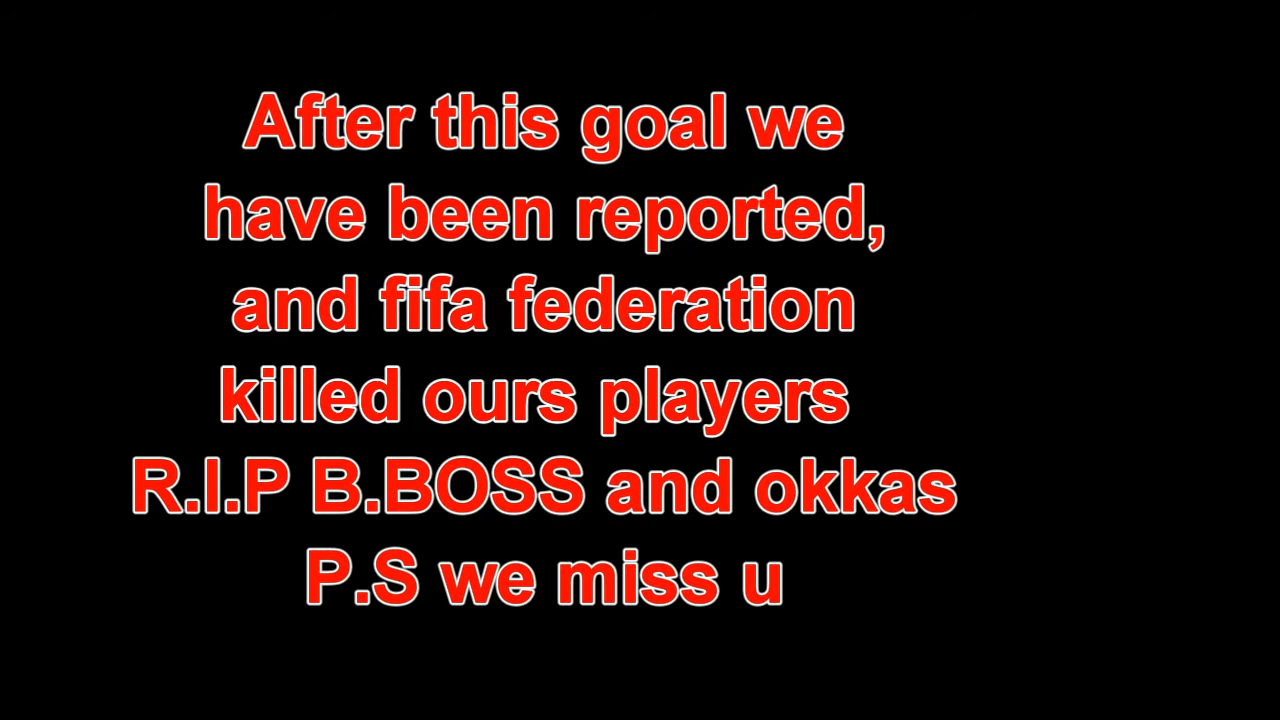 After this goal we
have been reported,
and fifa federation
killed ours players
R.I.P B.BOSS and okkas
P.S we miss u